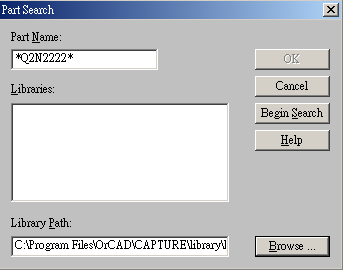 Part Search
Part Name:
*Q2N2222*
OK
Cancel
Libraries:
Begin Search
Help
Library Path:
C:\Program Files\OrCAD\CAPTURE\library\
Browse ...